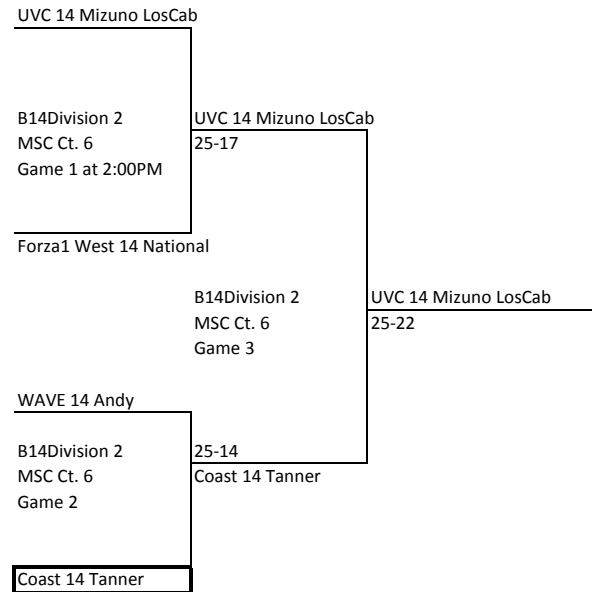 UVC 14 Mizuno LosCab
B14Division 2
MSC Ct. 6
Game 1 at 2:00PM
UVC 14 Mizuno LosCab
25-17
Forza1 West 14 National
B14Division 2
MSC Ct. 6
Game 3
UVC 14 Mizuno LosCab
25-22
WAVE 14 Andy
B14Division 2
MSC Ct. 6
Game 2
25-14
Coast 14 Tanner
Coast 14 Tanner